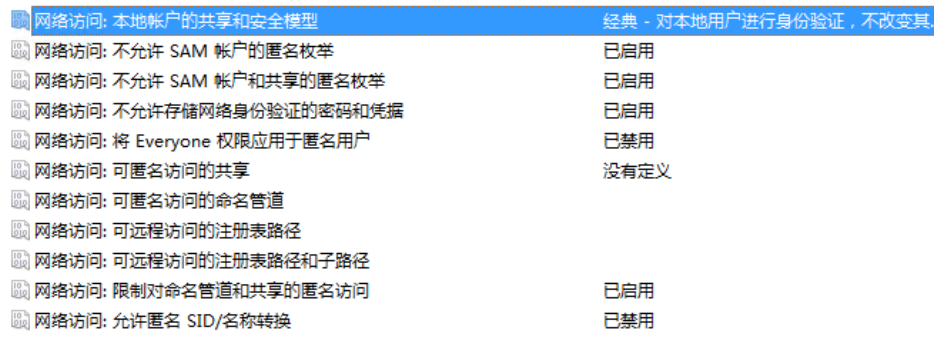 网络访问: 本地帐户的共享和安全模型 经典 - 对本地用户进行身份验证，不改变其...
网络访问: 不允许 SAM 帐户的匿名枚举 已启用
网络访问: 不允许 SAM 帐户和共享的匿名枚举 已启用
网络访问: 不允许存储网络身份验证的密码和凭据 已启用
网络访问: 将 Everyone 权限应用于匿名用户 已禁用
网络访问: 可匿名访问的共享 没有定义
网络访问: 可匿名访问的命名管道
网络访问: 可远程访问的注册表路径
网络访问: 可远程访问的注册表路径和子路径
网络访问: 限制对命名管道和共享的匿名访问 已启用
网络访问: 允许匿名 SID/名称转换 已禁用